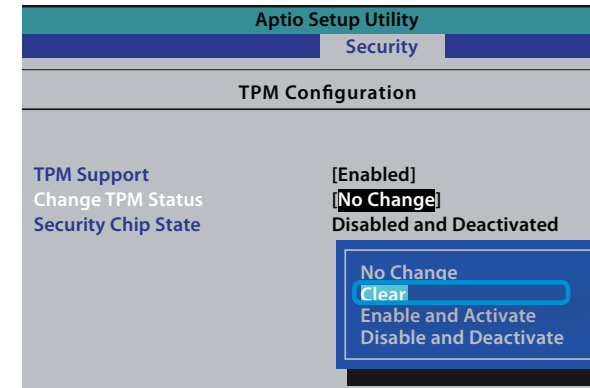 Aptio Setup Utility
Security
TPM Configuration
TPM Support [Enabled]
Change TPM Status [No Change]
Security Chip State Disabled and Deactivated
No Change
Clear
Enable and Activate
Disable and Deactivate